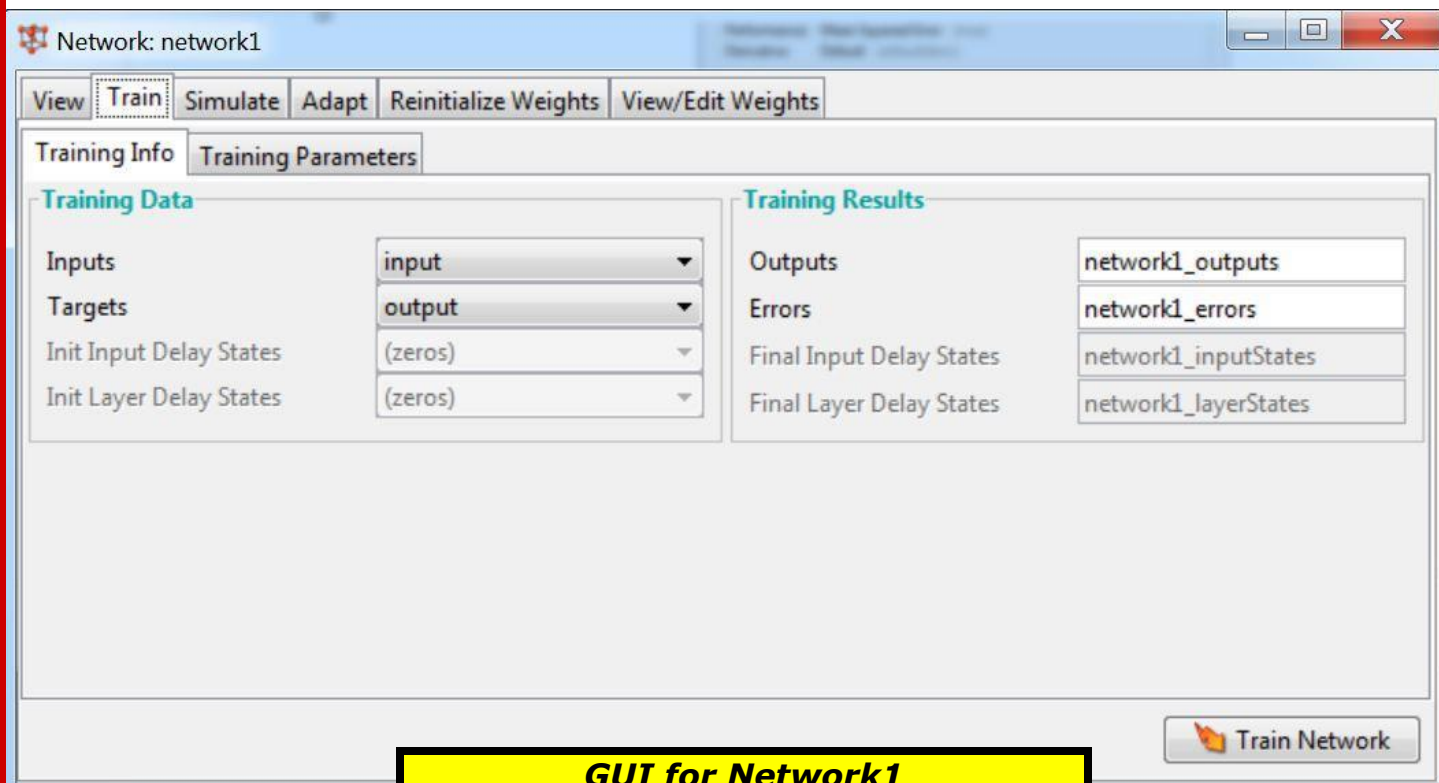 Network: network1
View Train Simulate Adapt Reinitialize Weights View/Edit Weights
Training Info Training Parameters
Training Data
Inputs input
Targets output
Init Input Delay States (zeros)
Init Layer Delay States (zeros)
Training Results
Outputs network1_outputs
Errors network1_errors
Final Input Delay States network1_inputStates
Final Layer Delay States network1_layerStates
Train Network
GUI for Network1